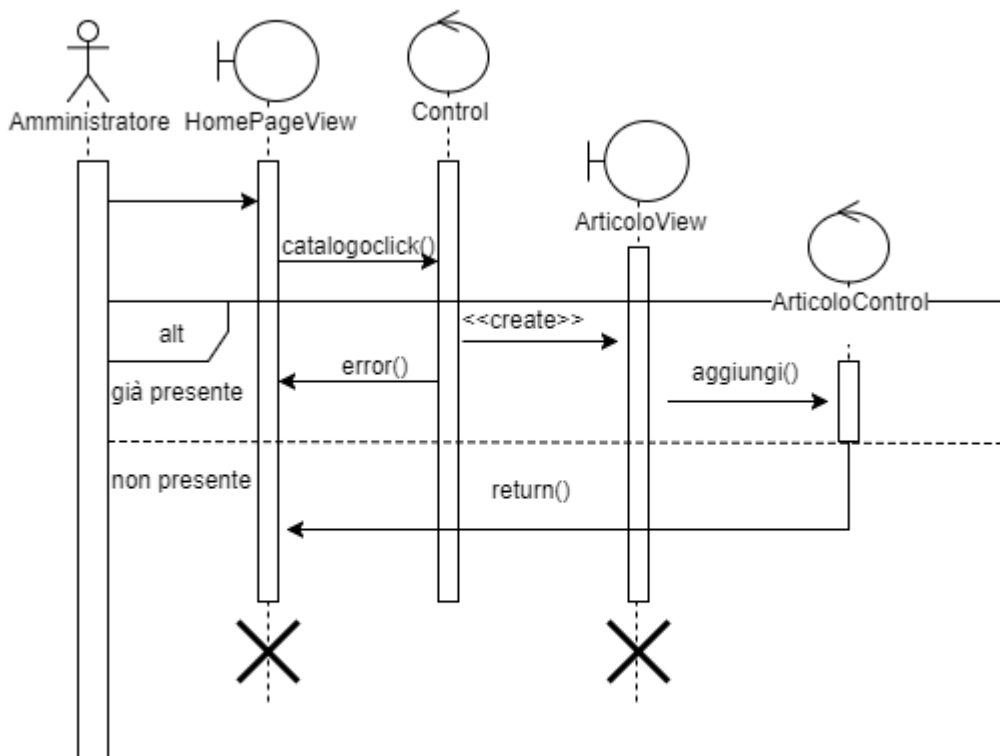 Amministratore
HomePageView
Control
ArticoloView
ArticoloControl
catalogoclick()
alt
<<create>>
error()
aggiungi()
già presente
non presente
return()